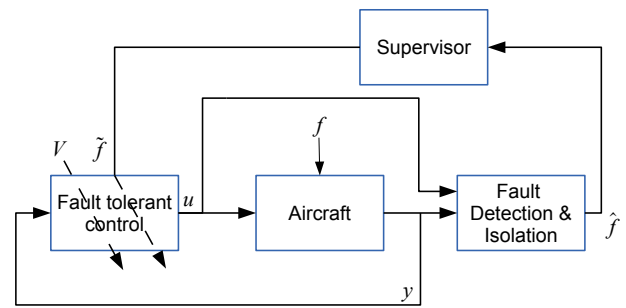 Supervisor
V
f̃
f
Fault tolerant
control
u
Aircraft
Fault
Detection &
Isolation
f̂
y